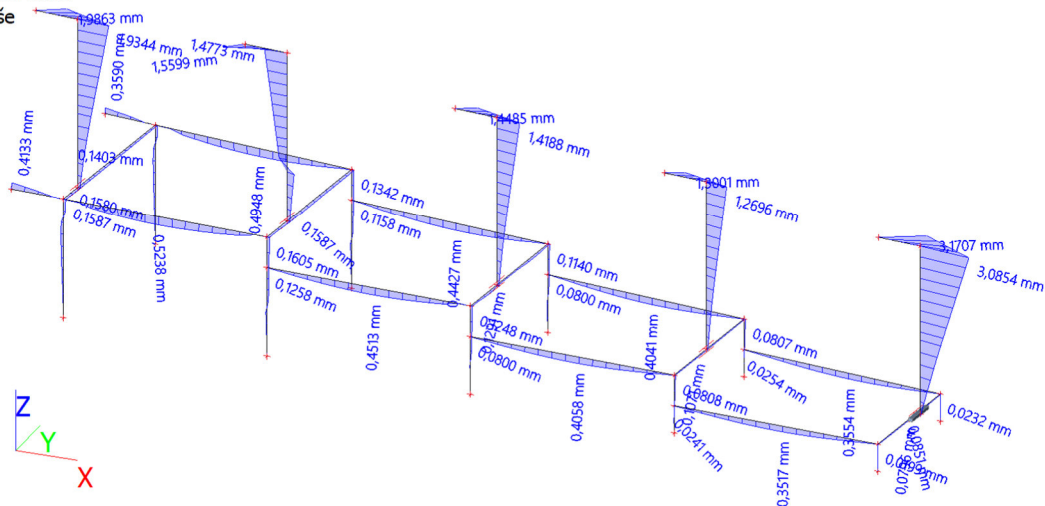 še
1,9863 mm
1,9344 mm
1,4773 mm
1,5599 mm
0,3590 mm
0,4133 mm
0,1403 mm
0,1580 mm
0,1587 mm
0,5238 mm
0,4948 mm
0,1587 mm
0,1605 mm
0,1258 mm
0,1342 mm
0,1158 mm
1,4485 mm
1,4188 mm
0,4427 mm
0,4513 mm
0,0800 mm
0,1140 mm
0,0800 mm
1,3001 mm
1,2696 mm
0,4041 mm
0,4058 mm
0,0808 mm
0,0241 mm
0,0807 mm
0,0254 mm
3,1707 mm
3,0854 mm
0,3554 mm
0,3517 mm
0,0232 mm
Z
Y
X